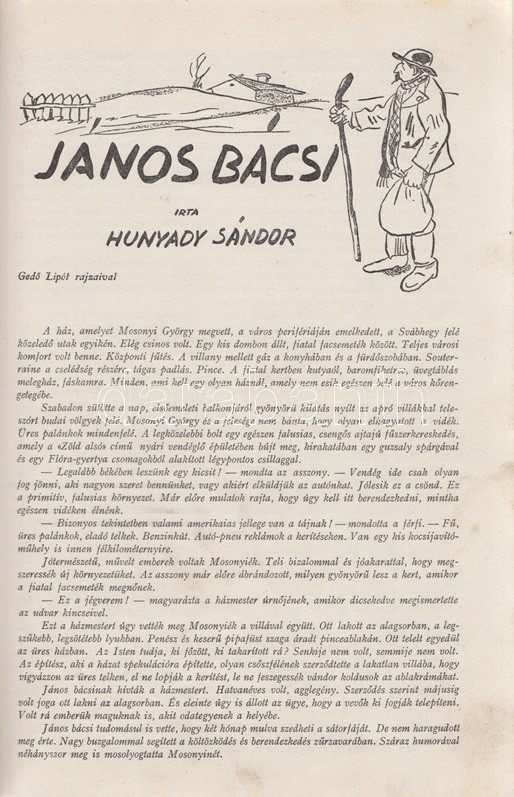 JANOS BACSI
IRTA
HUNYADY SÁNDOR
Gedő Lipót rajzaival
A ház, amelyet Mosonyi György megvett, a város perifériáján emelkedett, a Svábhegy felé
közeledő utak egyikén. Elég csinos volt. Egy kis dombon állt, fiatal facsemeték között. Teljes városi
komfort volt benne. Központi fűtés. A villany mellett gáz a konyhában és a fürdőszobában. Souter-
raine a cselédség részére, tágas padlás. Pince. A fiatal kertben kutyaól, baromfiketrec, üvegtáblás
melegház, fáskamra. Minden, ami kell egy olyan háznál, amely nem esik egészen bele a város kőren-
getegébe.
Szabadon sütötte a nap, elsőemeleti balkonjáról gyönyörű kilátás nyílt az apró villákkal tele-
szórt budai völgyek felé. Mosonyi György és a felesége nem bánta, hogy olyan elhagyatott a vidék.
Üres palánkok mindenfelé. A legközelebbi bolt egy egészen falusias, csengős ajtajú fűszerkereskedés,
amely a «Zöld alsó» című nyári vendéglő épületében bújt meg, kirakatában egy guzsaly spárgával
és egy Flóra-gyertya csomagokból alakított légypontos csillaggal.
— Legalább békében leszünk egy kicsit! — mondta az asszony. — Vendég ide csak olyan
fog jönni, aki nagyon szeret bennünket, vagy akiért elküldjük az autónkat. Jólesik ez a csönd. Ez
a primitív, falusias környezet. Már előre mulatok rajta, hogy úgy kell itt berendezkedni, mintha
egészen vidéken élnénk.
— Bizonyos tekintetben valami amerikaias jellege van a tájnak! — mondotta a férfi. — Fű,
üres palánkok, eladó telkek. Benzinkút. Autó-pneu reklámok a kerítéseken. Van egy kis kocsijavító-
műhely is innen félkilométernyire.
Jótermészetű, művelt emberek voltak Mosonyiék. Teli bizalommal és jóakarattal, hogy meg-
szeressék új környezetüket. Az asszony már előre ábrándozott, milyen gyönyörű lesz a kert, amikor
a fiatal facsemeték megnőnek.
— Ez a jégverem! — magyarázta a házmester úrnőjének, amikor dicsekedve megismertette
az udvar kincseivel.
Ezt a házmestert úgy vették meg Mosonyiék a villával együtt. Ott lakott az alagsorban, a leg-
szűkebb, legsötétebb lyukban. Penész és keserű pipafüst szaga áradt pinceablakán. Ott telelt egyedül
az üres házban. Az Isten tudja, ki főzött, ki takarított rá? Senkije nem volt, semmije nem volt.
Az építész, aki a házat spekulációra építette, olyan csőszfélének szerződtette a lakatlan villába, hogy
vigyázzon az üres telken, el ne lopják a kerítést, le ne feszegessék vándor koldusok az ablakrámákat.
János bácsinak hívták a házmestert. Hatvanéves volt, agglegény. Szerződés szerint májusig
volt joga ott lakni az alagsorban. És eleinte úgy is állott az ügye, hogy a vevők ki fogják telepíteni.
Volt rá emberük maguknak is, akit odategyenek a helyébe.
János bácsi tudomásul is vette, hogy két hónap mulva szedheti a sátorfáját. De nem haragudott
meg érte. Nagy buzgalommal segített a költözködés és berendezkedés zűrzavarában. Száraz humorával
néhányszor meg is mosolyogtatta Mosonyinét.
darabanth